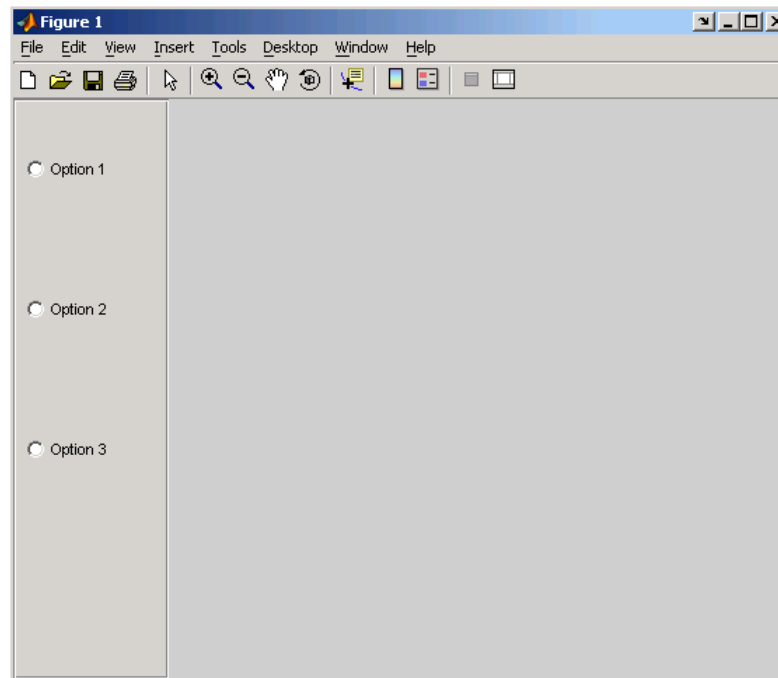 Figure 1
File Edit View Insert Tools Desktop Window Help
Option 1
Option 2
Option 3